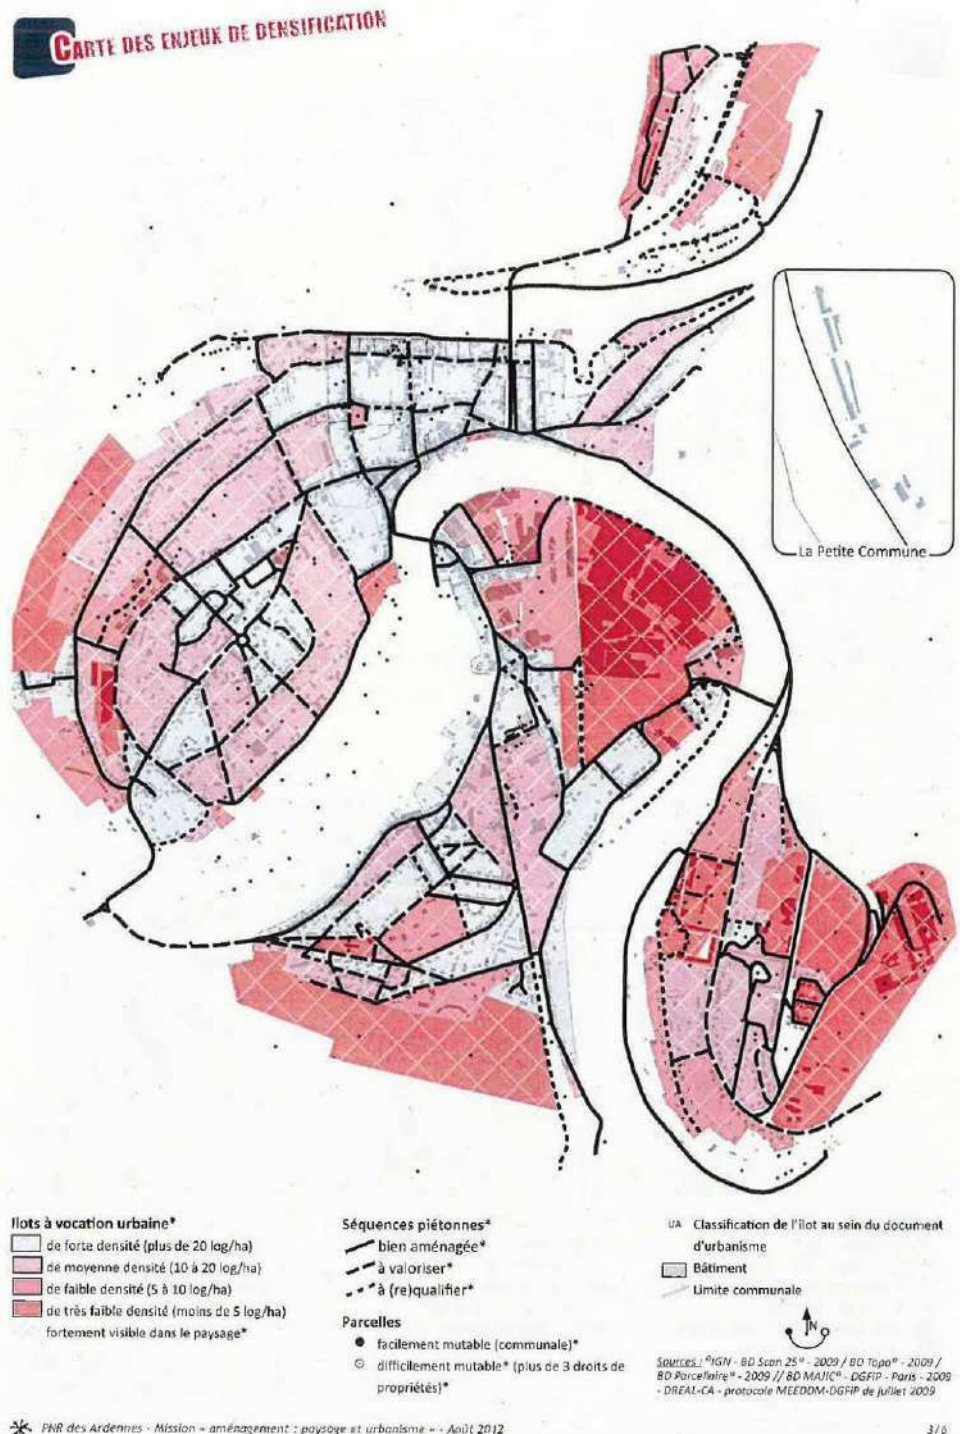 CARTE DES ENJEUX DE DENSIFICATION
La Petite Commune
Ilots à vocation urbaine*
de forte densité (plus de 20 log/ha)
de moyenne densité (10 à 20 log/ha)
de faible densité (5 à 10 log/ha)
de très faible densité (moins de 5 log/ha)
fortement visible dans le paysage*
Séquences piétonnes*
bien aménagée*
à valoriser*
à (re)qualifier*
Parcelles
facilement mutable (communale)*
difficilement mutable* (plus de 3 droits de
propriétés)*
UA Classification de l'îlot au sein du document
d'urbanisme
Bâtiment
Limite communale
N
Sources : ©IGN - BD Scan 25® - 2009 / BD Topo® - 2009 /
BD Parcellaire® - 2009 // BD MAJIC® - DGFIP - Paris - 2009
- DREAL-CA - protocole MEEDDM-DGFIP de juillet 2009
PNR des Ardennes - Mission « aménagement : paysage et urbanisme » - Août 2012
3/6